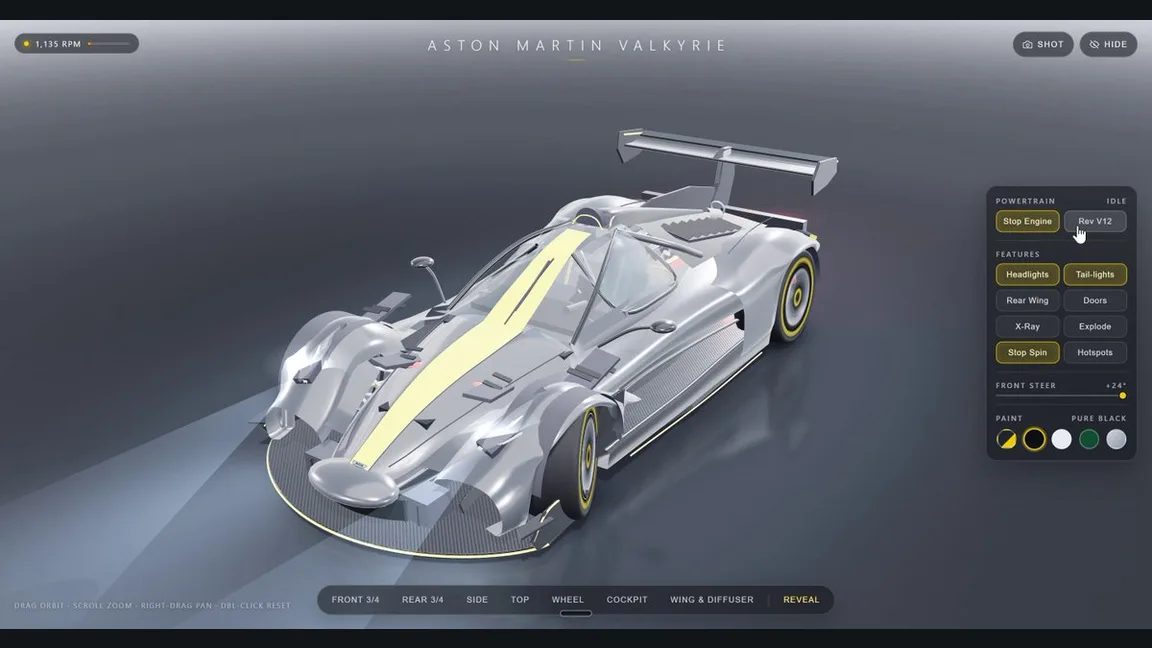 1,135 RPM
ASTON MARTIN VALKYRIE
SHOT
HIDE
POWERTRAIN IDLE
Stop Engine Rev V12
FEATURES
Headlights Tail-lights
Rear Wing Doors
X-Ray Explode
Stop Spin Hotspots
FRONT STEER +24°
PAINT PURE BLACK
DRAG ORBIT · SCROLL ZOOM · RIGHT-DRAG PAN · DBL-CLICK RESET
FRONT 3/4 REAR 3/4 SIDE TOP WHEEL COCKPIT WING & DIFFUSER REVEAL